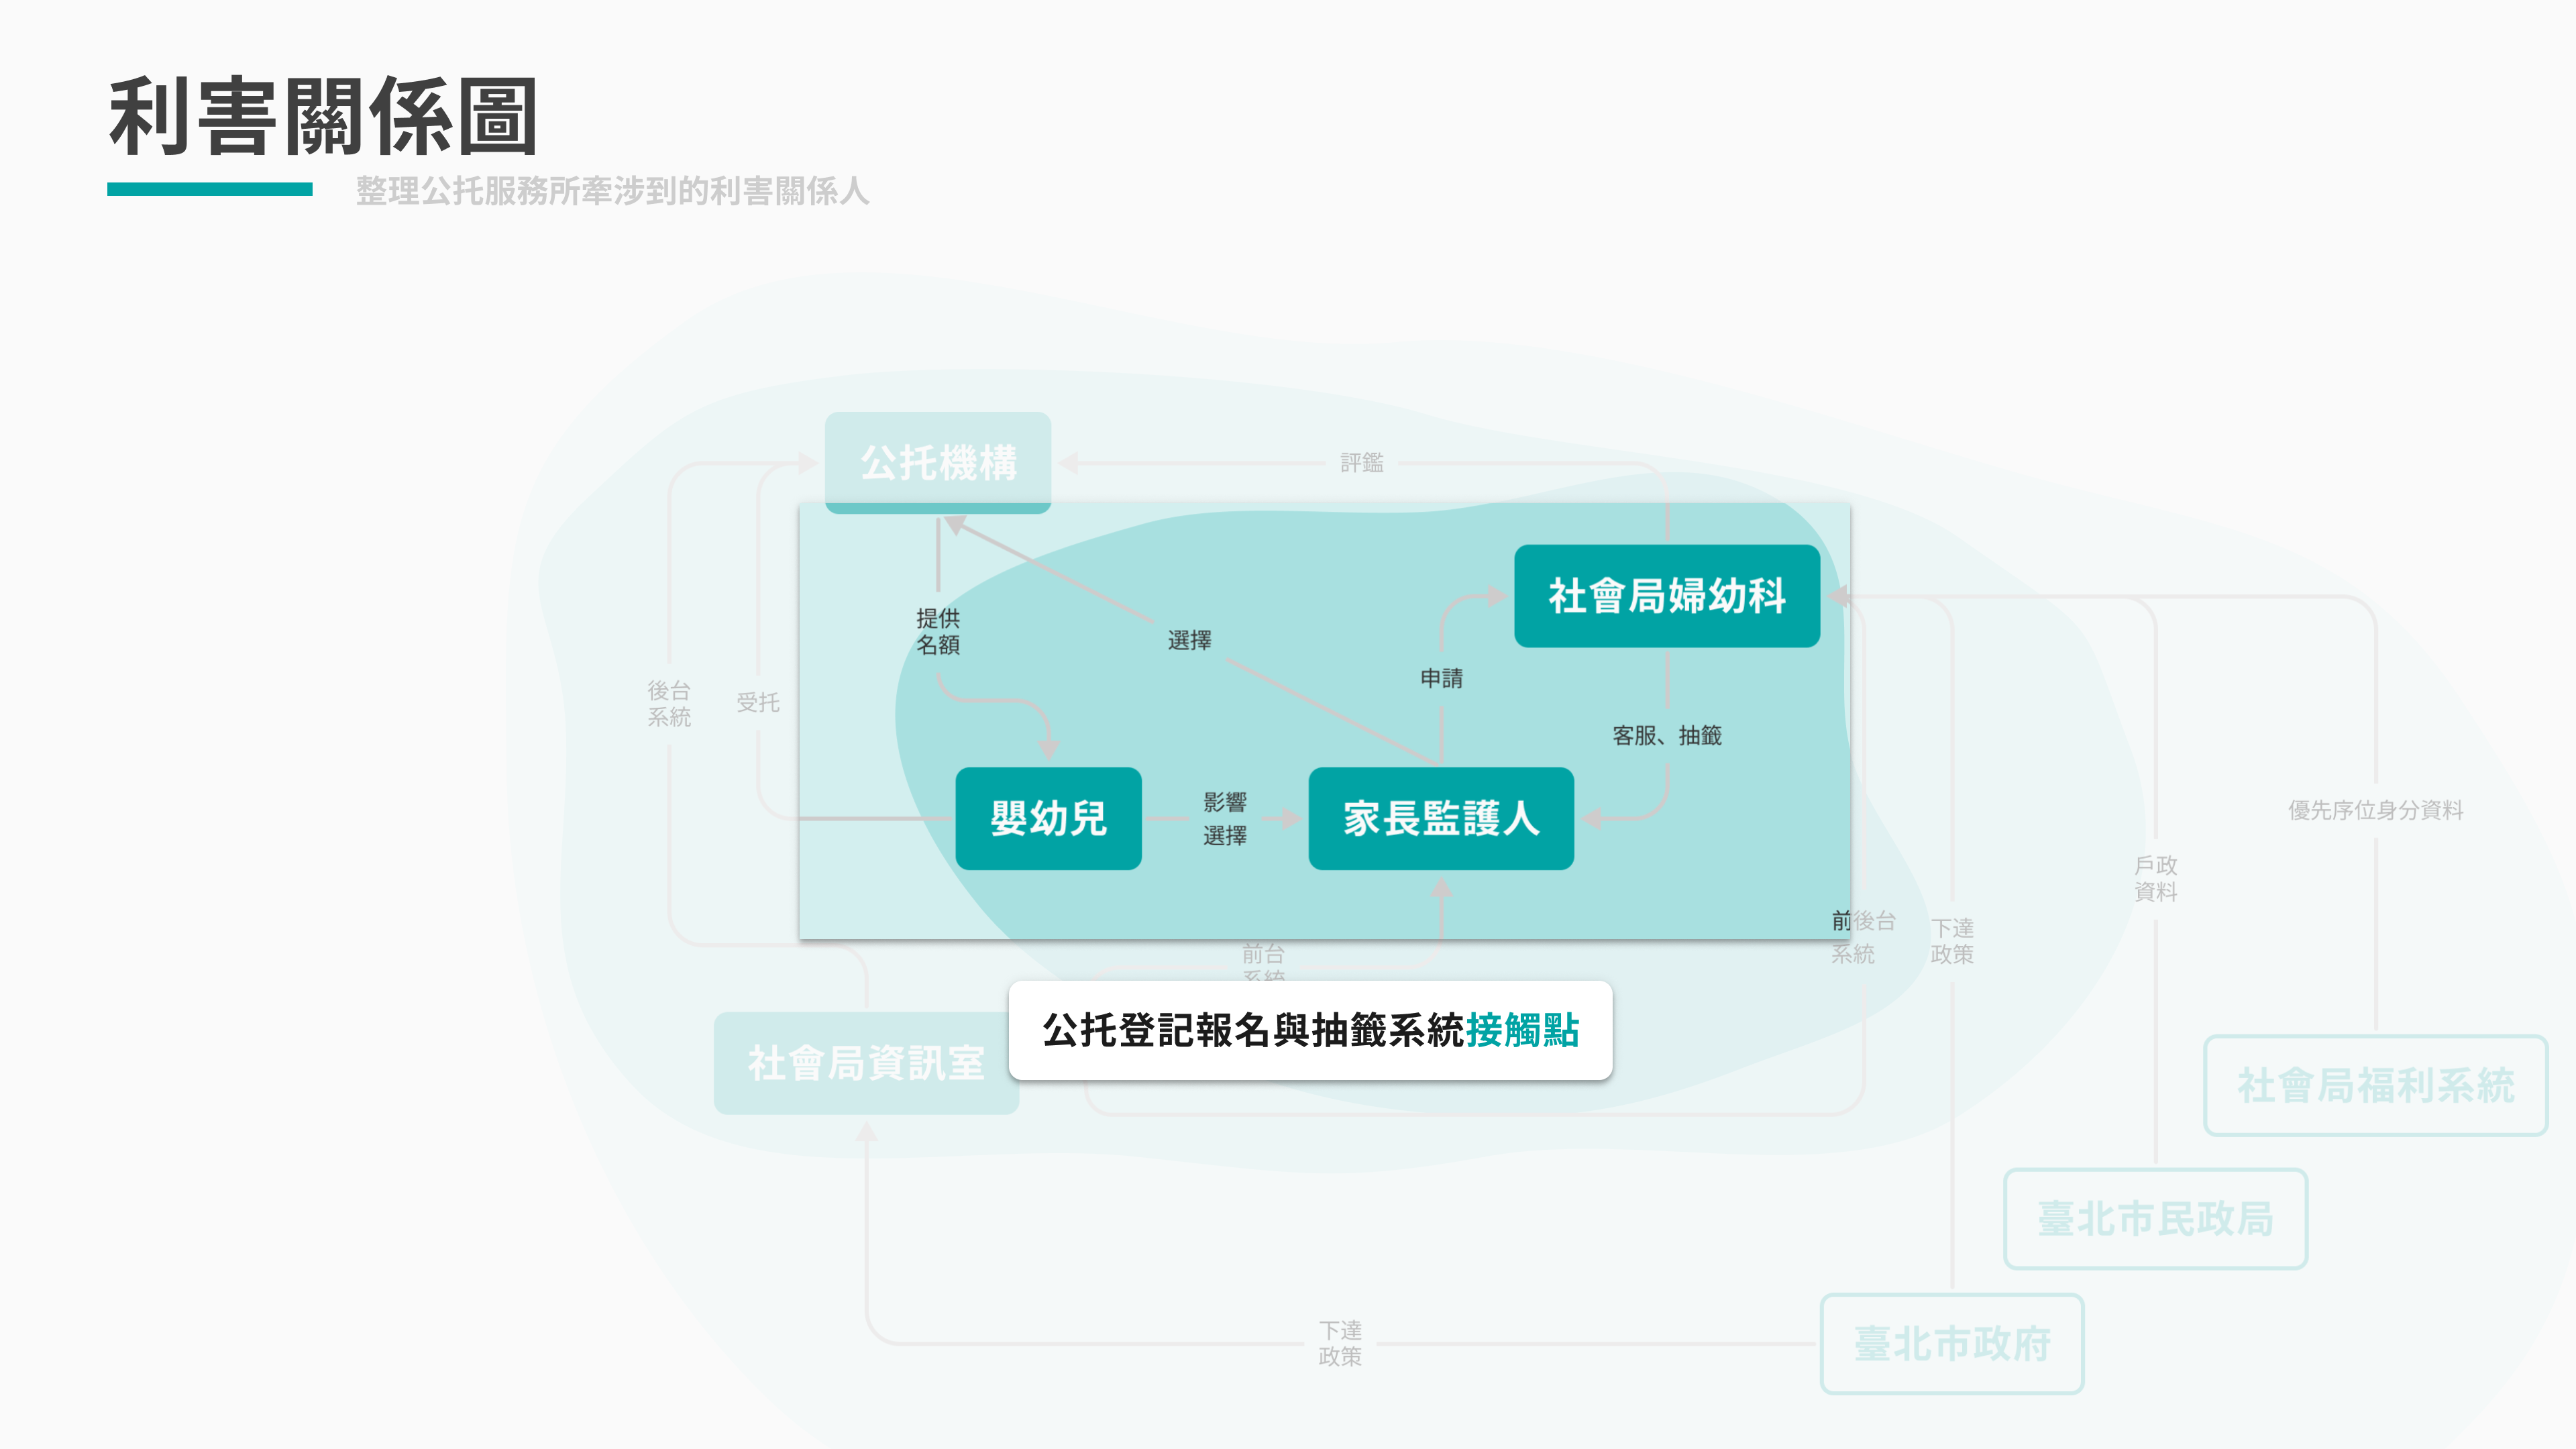 利害關係圖
整理公托服務所牽涉到的利害關係人
公托機構
評鑑
社會局婦幼科
提供
名額
選擇
申請
後台
系統
受托
客服、抽籤
嬰幼兒
影響
選擇
家長監護人
優先序位身分資料
戶政
資料
前後台
系統
下達
政策
前台
系統
公托登記報名與抽籤系統接觸點
社會局資訊室
社會局福利系統
臺北市民政局
下達
政策
臺北市政府